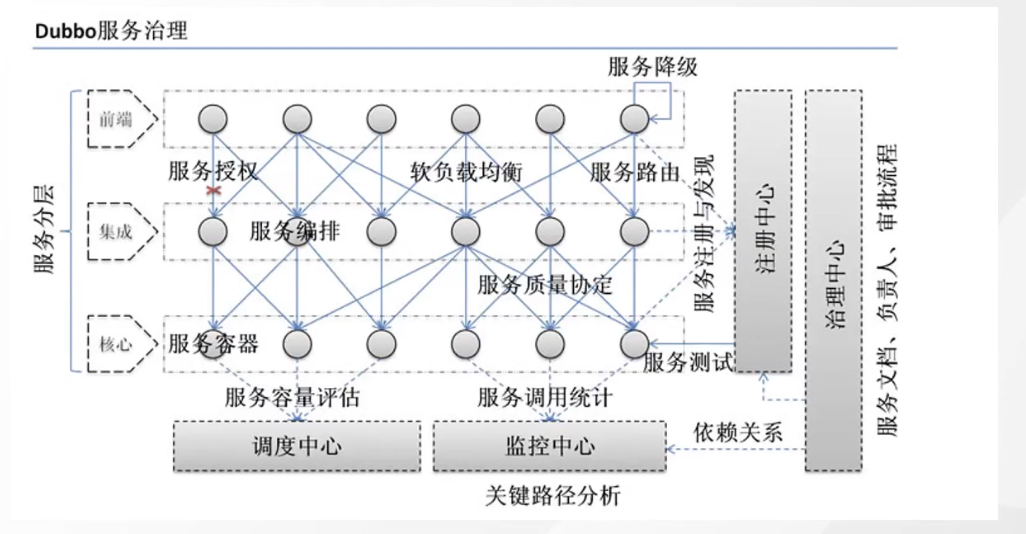 Dubbo服务治理
服务降级
前端
服务授权
软负载均衡
服务路由
服务分层
集成
服务编排
服务注册与发现
注册中心
治理中心
服务文档、负责人、审批流程
服务质量协定
核心
服务容器
服务测试
服务容量评估
服务调用统计
调度中心
监控中心
依赖关系
关键路径分析